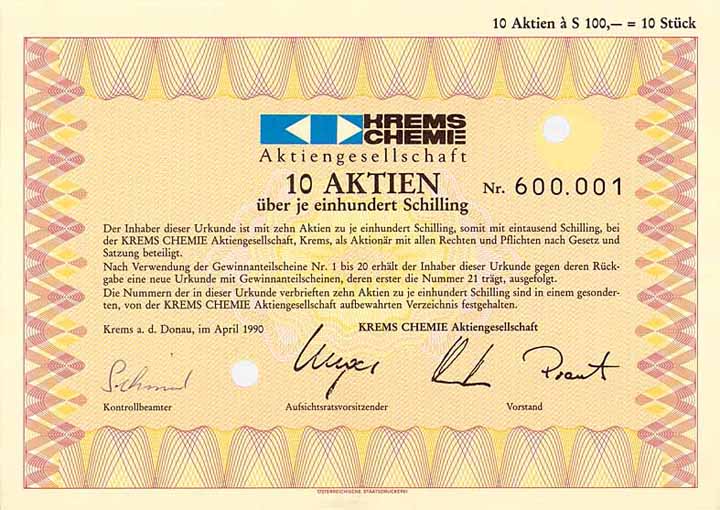 10 Aktien à S 100,— = 10 Stück
KREMS
CHEMIE
Aktiengesellschaft
10 AKTIEN Nr. 600.001
über je einhundert Schilling
Der Inhaber dieser Urkunde ist mit zehn Aktien zu je einhundert Schilling, somit mit eintausend Schilling, bei
der KREMS CHEMIE Aktiengesellschaft, Krems, als Aktionär mit allen Rechten und Pflichten nach Gesetz und
Satzung beteiligt.
Nach Verwendung der Gewinnanteilscheine Nr. 1 bis 20 erhält der Inhaber dieser Urkunde gegen deren Rück-
gabe eine neue Urkunde mit Gewinnanteilscheinen, deren erster die Nummer 21 trägt, ausgefolgt.
Die Nummern der in dieser Urkunde verbrieften zehn Aktien zu je einhundert Schilling sind in einem gesonder-
ten, von der KREMS CHEMIE Aktiengesellschaft aufbewahrten Verzeichnis festgehalten.
Krems a. d. Donau, im April 1990 KREMS CHEMIE Aktiengesellschaft
Schmid
Kontrollbeamter Aufsichtsratsvorsitzender Vorstand
ÖSTERREICHISCHE STAATSDRUCKEREI